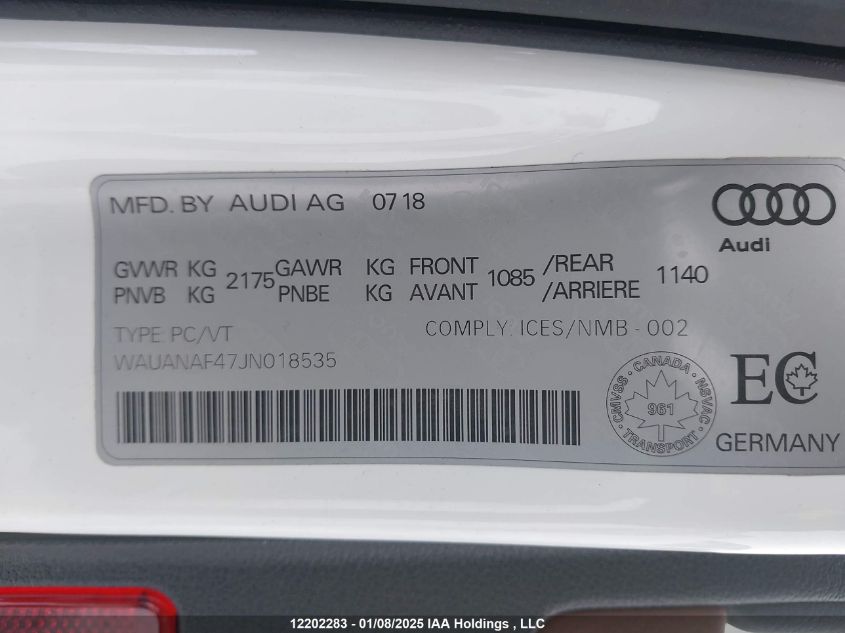 MFD. BY AUDI AG 0718
Audi
GVWR KG 2175 GAWR KG FRONT 1085 /REAR 1140
PNVB KG PNBE KG AVANT /ARRIERE
TYPE: PC/VT COMPLY: ICES/NMB-002
WAUANAF47JN018535
CMVSS · CANADA · NSVAC · TRANSPORT
961
EC
GERMANY
12202283 - 01/08/2025 IAA Holdings , LLC